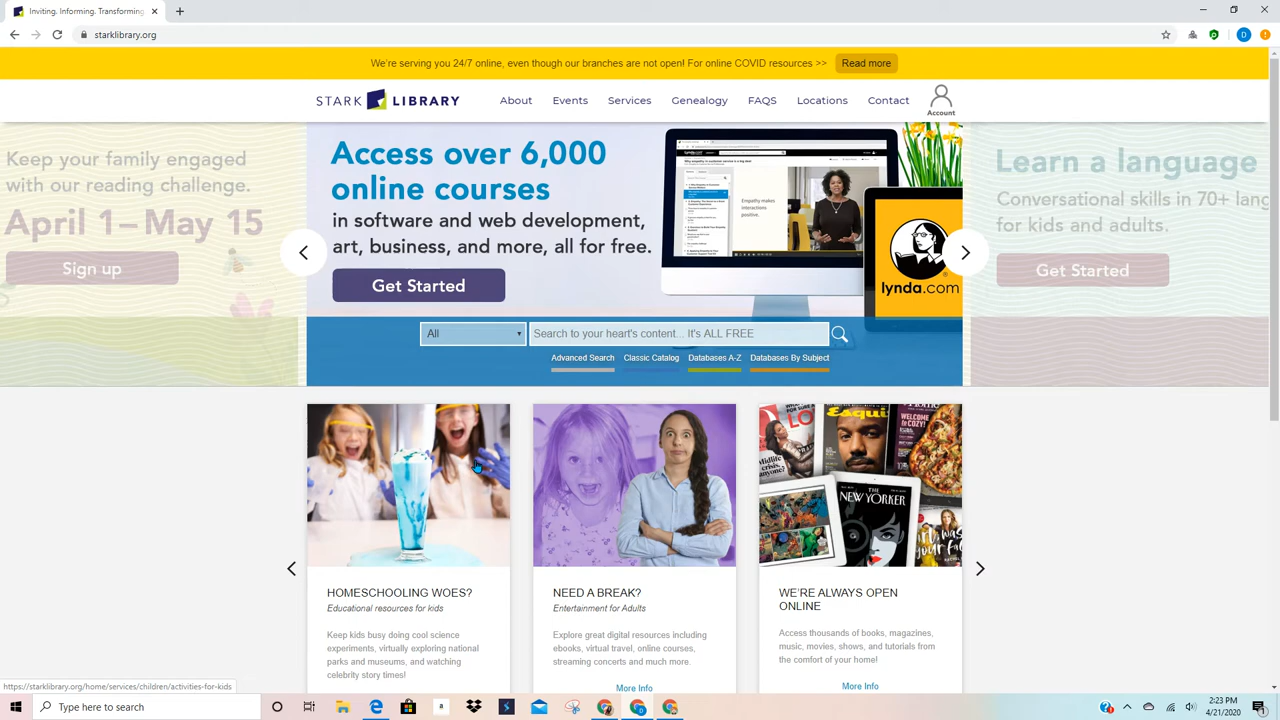 Inviting. Informing. Transforming.
starklibrary.org
We're serving you 24/7 online, even though our branches are not open! For online COVID resources >> Read more
STARK LIBRARY
About Events Services Genealogy FAQS Locations Contact Account
Keep your family engaged
with our reading challenge.
April 1–May 15
Sign up
Access over 6,000
online courses
in software and web development,
art, business, and more, all for free.
Get Started
Empathy makes
interactions
positive.
lynda.com
Learn a Language
for kids and adults.
Get Started
All Search to your heart's content... It's ALL FREE
Advanced Search Classic Catalog Databases A-Z Databases By Subject
Esqui
WELCOME
THE
NEW YORKER
HOMESCHOOLING WOES?
Educational resources for kids
Keep kids busy doing cool science
experiments, virtually exploring national
parks and museums, and watching
celebrity story times!
NEED A BREAK?
Entertainment for Adults
Explore great digital resources including
ebooks, virtual travel, online courses,
streaming concerts and much more.
More Info
WE'RE ALWAYS OPEN
ONLINE
Access thousands of books, magazines,
music, movies, shows, and tutorials from
the comfort of your home!
More Info
https://starklibrary.org/home/services/children/activities-for-kids
Type here to search
2:23 PM
4/21/2020